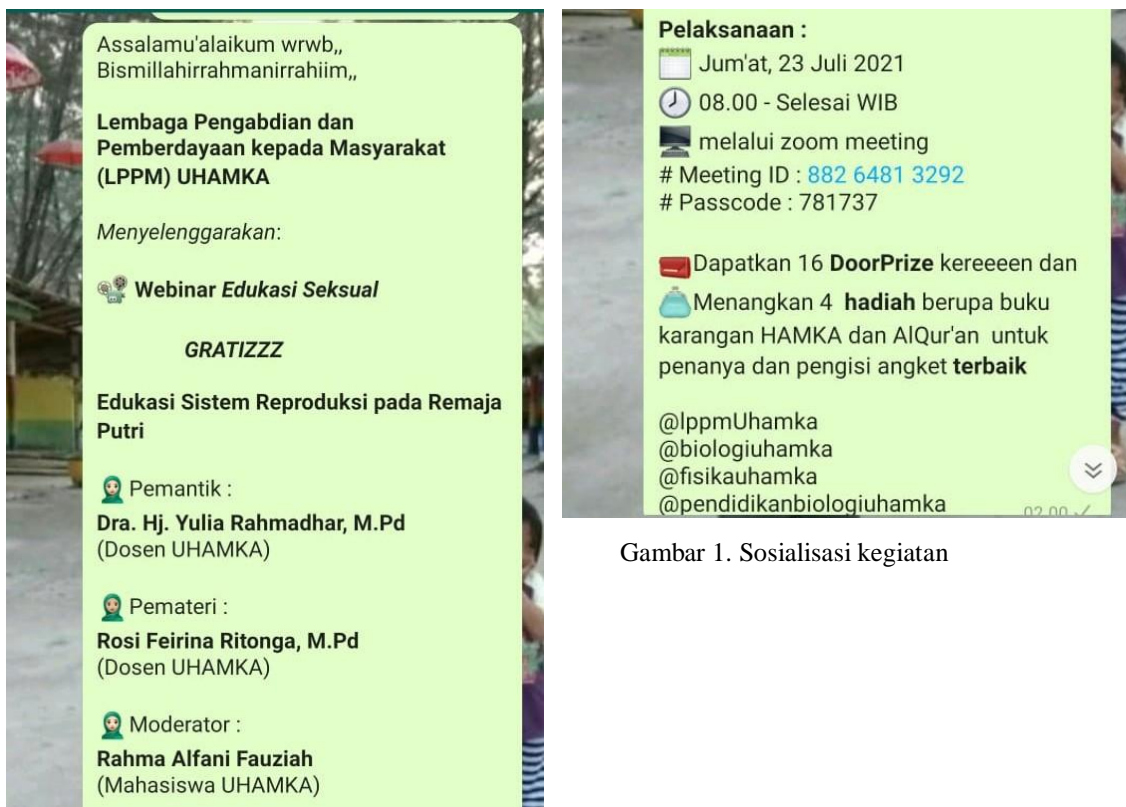 Assalamu'alaikum wrwb,,
Bismillahirrahmanirrahiim,,
Lembaga Pengabdian dan
Pemberdayaan kepada Masyarakat
(LPPM) UHAMKA
Menyelenggarakan:
Webinar Edukasi Seksual
GRATIZZZ
Edukasi Sistem Reproduksi pada Remaja
Putri
Pemantik :
Dra. Hj. Yulia Rahmadhar, M.Pd
(Dosen UHAMKA)
Pemateri :
Rosi Feirina Ritonga, M.Pd
(Dosen UHAMKA)
Moderator :
Rahma Alfani Fauziah
(Mahasiswa UHAMKA)
Pelaksanaan :
Jum'at, 23 Juli 2021
08.00 - Selesai WIB
melalui zoom meeting
# Meeting ID : 882 6481 3292
# Passcode : 781737
Dapatkan 16 DoorPrize kereeeen dan
Menangkan 4 hadiah berupa buku
karangan HAMKA dan AlQur'an untuk
penanya dan pengisi angket terbaik
@lppmUhamka
@biologiuhamka
@fisikauhamka
@pendidikanbiologiuhamka
02.00
Gambar 1. Sosialisasi kegiatan